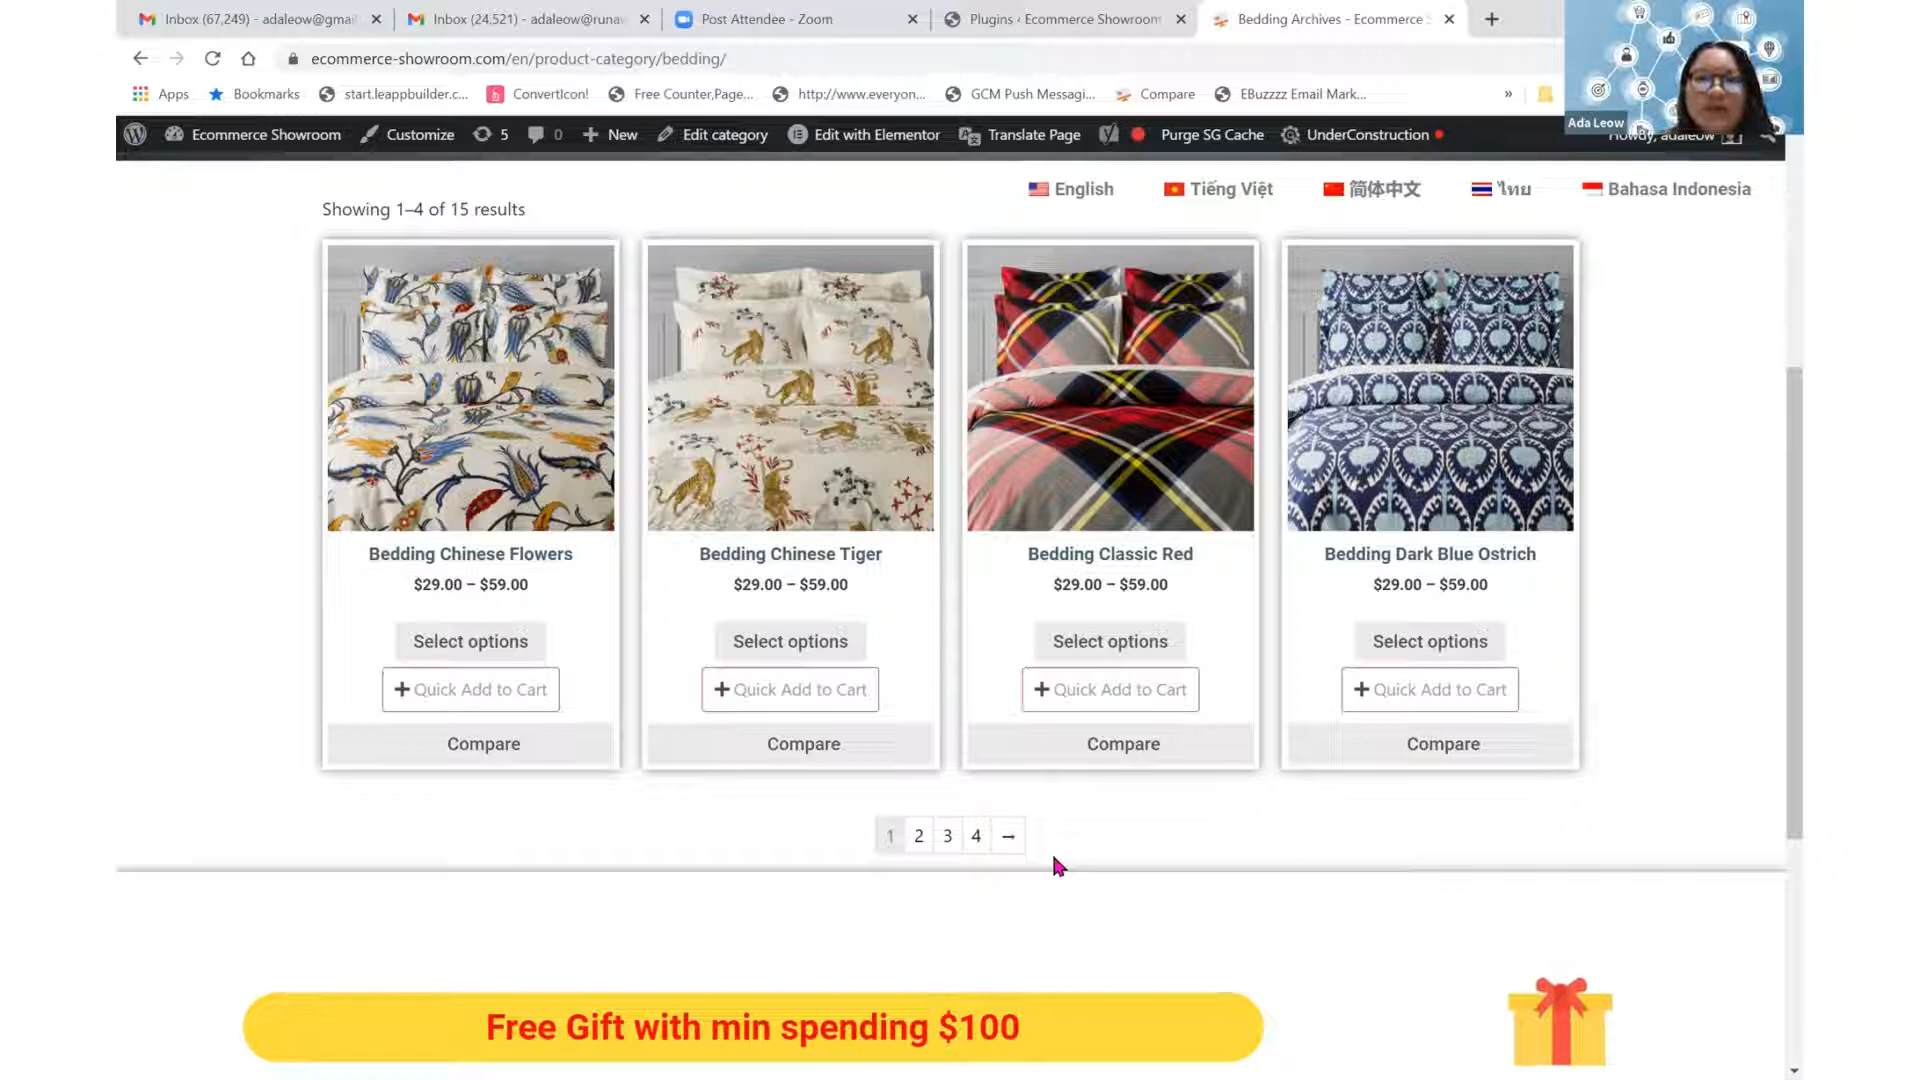 Inbox (67,249) - adaleow@gmai
Inbox (24,521) - adaleow@runaw
Post Attendee - Zoom
Plugins ‹ Ecommerce Showroom
Bedding Archives - Ecommerce S
ecommerce-showroom.com/en/product-category/bedding/
Apps
Bookmarks
start.leappbuilder.c...
ConvertIcon!
Free Counter,Page...
http://www.everyon...
GCM Push Messagi...
Compare
EBuzzzz Email Mark...
»
Ada Leow
Ecommerce Showroom
Customize
5
0
New
Edit category
Edit with Elementor
Translate Page
Purge SG Cache
UnderConstruction
Howdy, adaleow
English
Tiếng Việt
简体中文
ไทย
Bahasa Indonesia
Showing 1–4 of 15 results
Bedding Chinese Flowers
$29.00 – $59.00
Select options
Quick Add to Cart
Compare
Bedding Chinese Tiger
$29.00 – $59.00
Select options
Quick Add to Cart
Compare
Bedding Classic Red
$29.00 – $59.00
Select options
Quick Add to Cart
Compare
Bedding Dark Blue Ostrich
$29.00 – $59.00
Select options
Quick Add to Cart
Compare
1 2 3 4 →
Free Gift with min spending $100